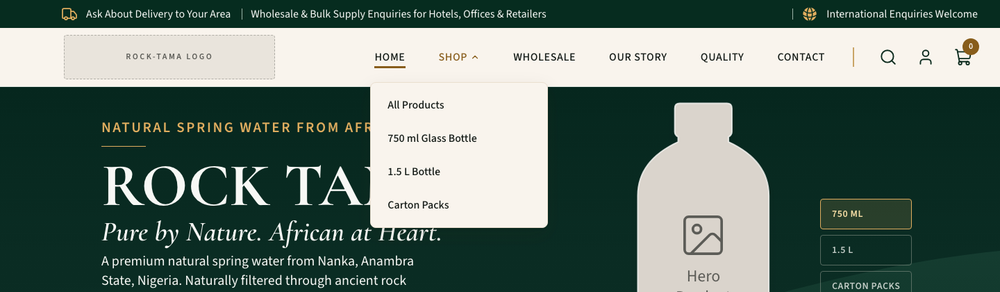 Ask About Delivery to Your Area
Wholesale & Bulk Supply Enquiries for Hotels, Offices & Retailers
International Enquiries Welcome
ROCK-TAMA LOGO
HOME
SHOP
WHOLESALE
OUR STORY
QUALITY
CONTACT
0
All Products
750 ml Glass Bottle
1.5 L Bottle
Carton Packs
NATURAL SPRING WATER FROM
ROCK
Pure by Nature. African at Heart.
A premium natural spring water from Nanka, Anambra
State, Nigeria. Naturally filtered through ancient rock
Hero
750 ML
1.5 L
CARTON PACKS